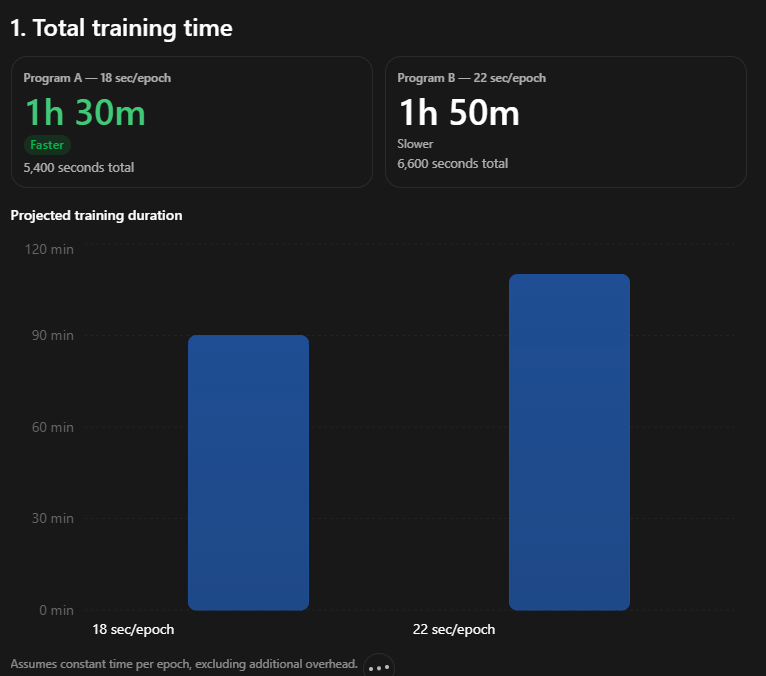 1. Total training time
Program A — 18 sec/epoch
1h 30m
Faster
5,400 seconds total
Program B — 22 sec/epoch
1h 50m
Slower
6,600 seconds total
Projected training duration
120 min
90 min
60 min
30 min
0 min
18 sec/epoch
22 sec/epoch
Assumes constant time per epoch, excluding additional overhead.